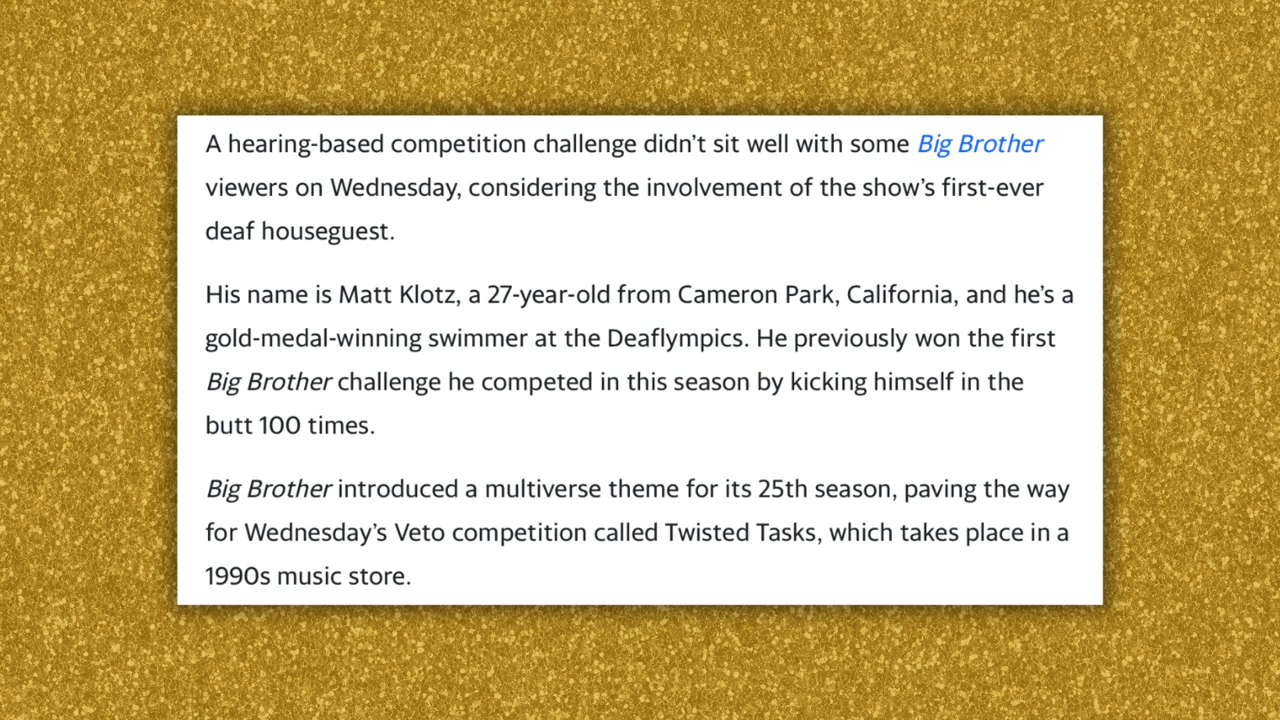 A hearing-based competition challenge didn’t sit well with some Big Brother
viewers on Wednesday, considering the involvement of the show’s first-ever
deaf houseguest.
His name is Matt Klotz, a 27-year-old from Cameron Park, California, and he’s a
gold-medal-winning swimmer at the Deaflympics. He previously won the first
Big Brother challenge he competed in this season by kicking himself in the
butt 100 times.
Big Brother introduced a multiverse theme for its 25th season, paving the way
for Wednesday’s Veto competition called Twisted Tasks, which takes place in a
1990s music store.